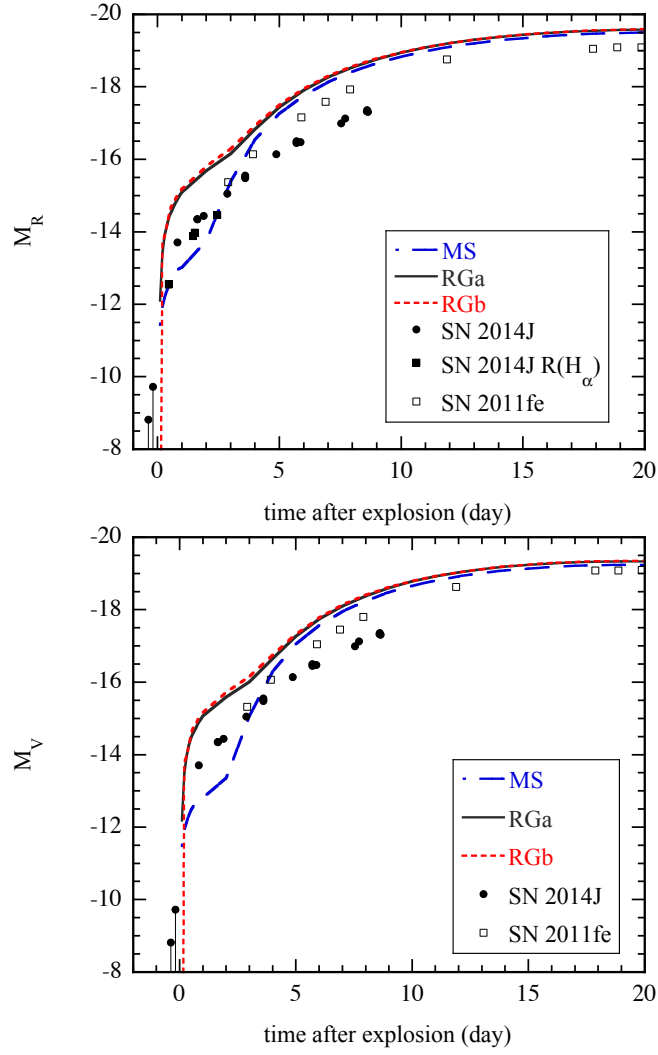 -20
-18
-16
-14
-12
-10
-8
M_R
MS
RGa
RGb
SN 2014J
SN 2014J R(H_α)
SN 2011fe
0 5 10 15 20
time after explosion (day)
-20
-18
-16
-14
-12
-10
-8
M_V
MS
RGa
RGb
SN 2014J
SN 2011fe
0 5 10 15 20
time after explosion (day)